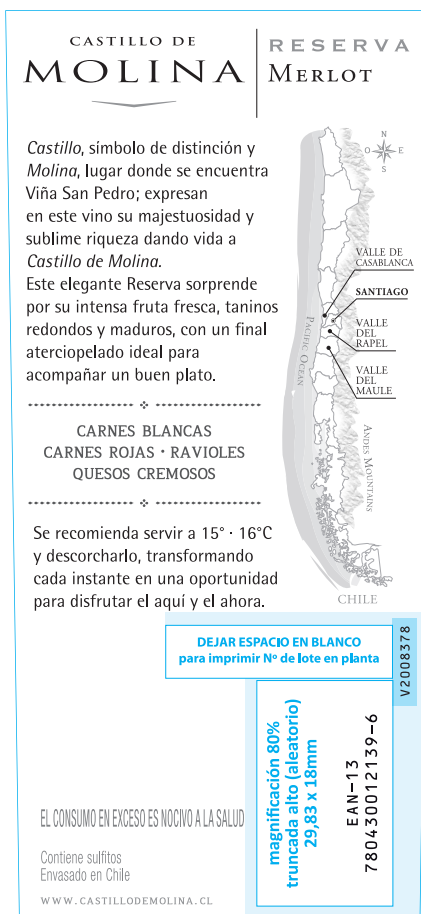 CASTILLO DE
MOLINA
RESERVA
MERLOT
Castillo, símbolo de distinción y
Molina, lugar donde se encuentra
Viña San Pedro; expresan
en este vino su majestuosidad y
sublime riqueza dando vida a
Castillo de Molina.
Este elegante Reserva sorprende
por su intensa fruta fresca, taninos
redondos y maduros, con un final
aterciopelado ideal para
acompañar un buen plato.
CARNES BLANCAS
CARNES ROJAS · RAVIOLES
QUESOS CREMOSOS
Se recomienda servir a 15° · 16°C
y descorcharlo, transformando
cada instante en una oportunidad
para disfrutar el aquí y el ahora.
N
O E
S
VALLE DE
CASABLANCA
SANTIAGO
VALLE
DEL
RAPEL
VALLE
DEL
MAULE
PACIFIC OCEAN
ANDES MOUNTAINS
CHILE
DEJAR ESPACIO EN BLANCO
para imprimir Nº de lote en planta
V2008378
magnificación 80%
truncada alto (aleatorio)
29,83 x 18mm
EAN-13
780430012139-6
EL CONSUMO EN EXCESO ES NOCIVO A LA SALUD
Contiene sulfitos
Envasado en Chile
WWW.CASTILLODEMOLINA.CL